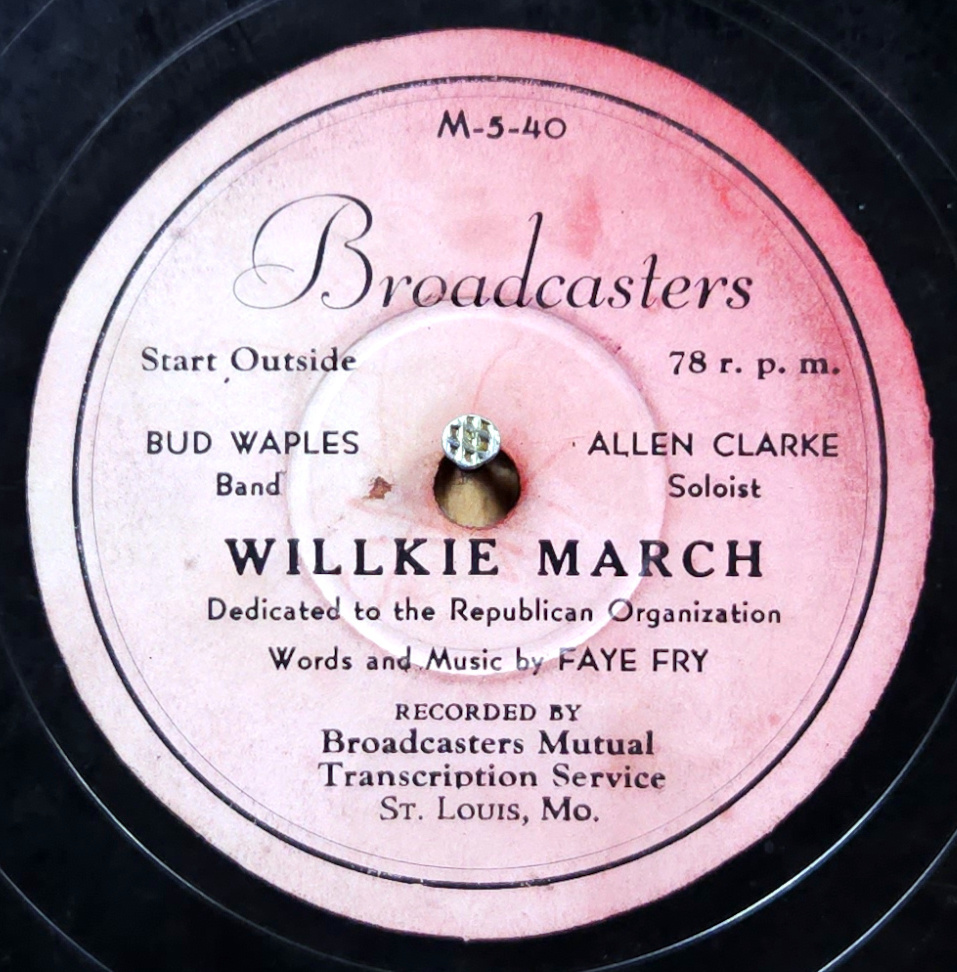 M-5-40
Broadcasters
Start Outside 78 r. p. m.
BUD WAPLES ALLEN CLARKE
Band Soloist
WILLKIE MARCH
Dedicated to the Republican Organization
Words and Music by FAYE FRY
RECORDED BY
Broadcasters Mutual
Transcription Service
ST. LOUIS, MO.